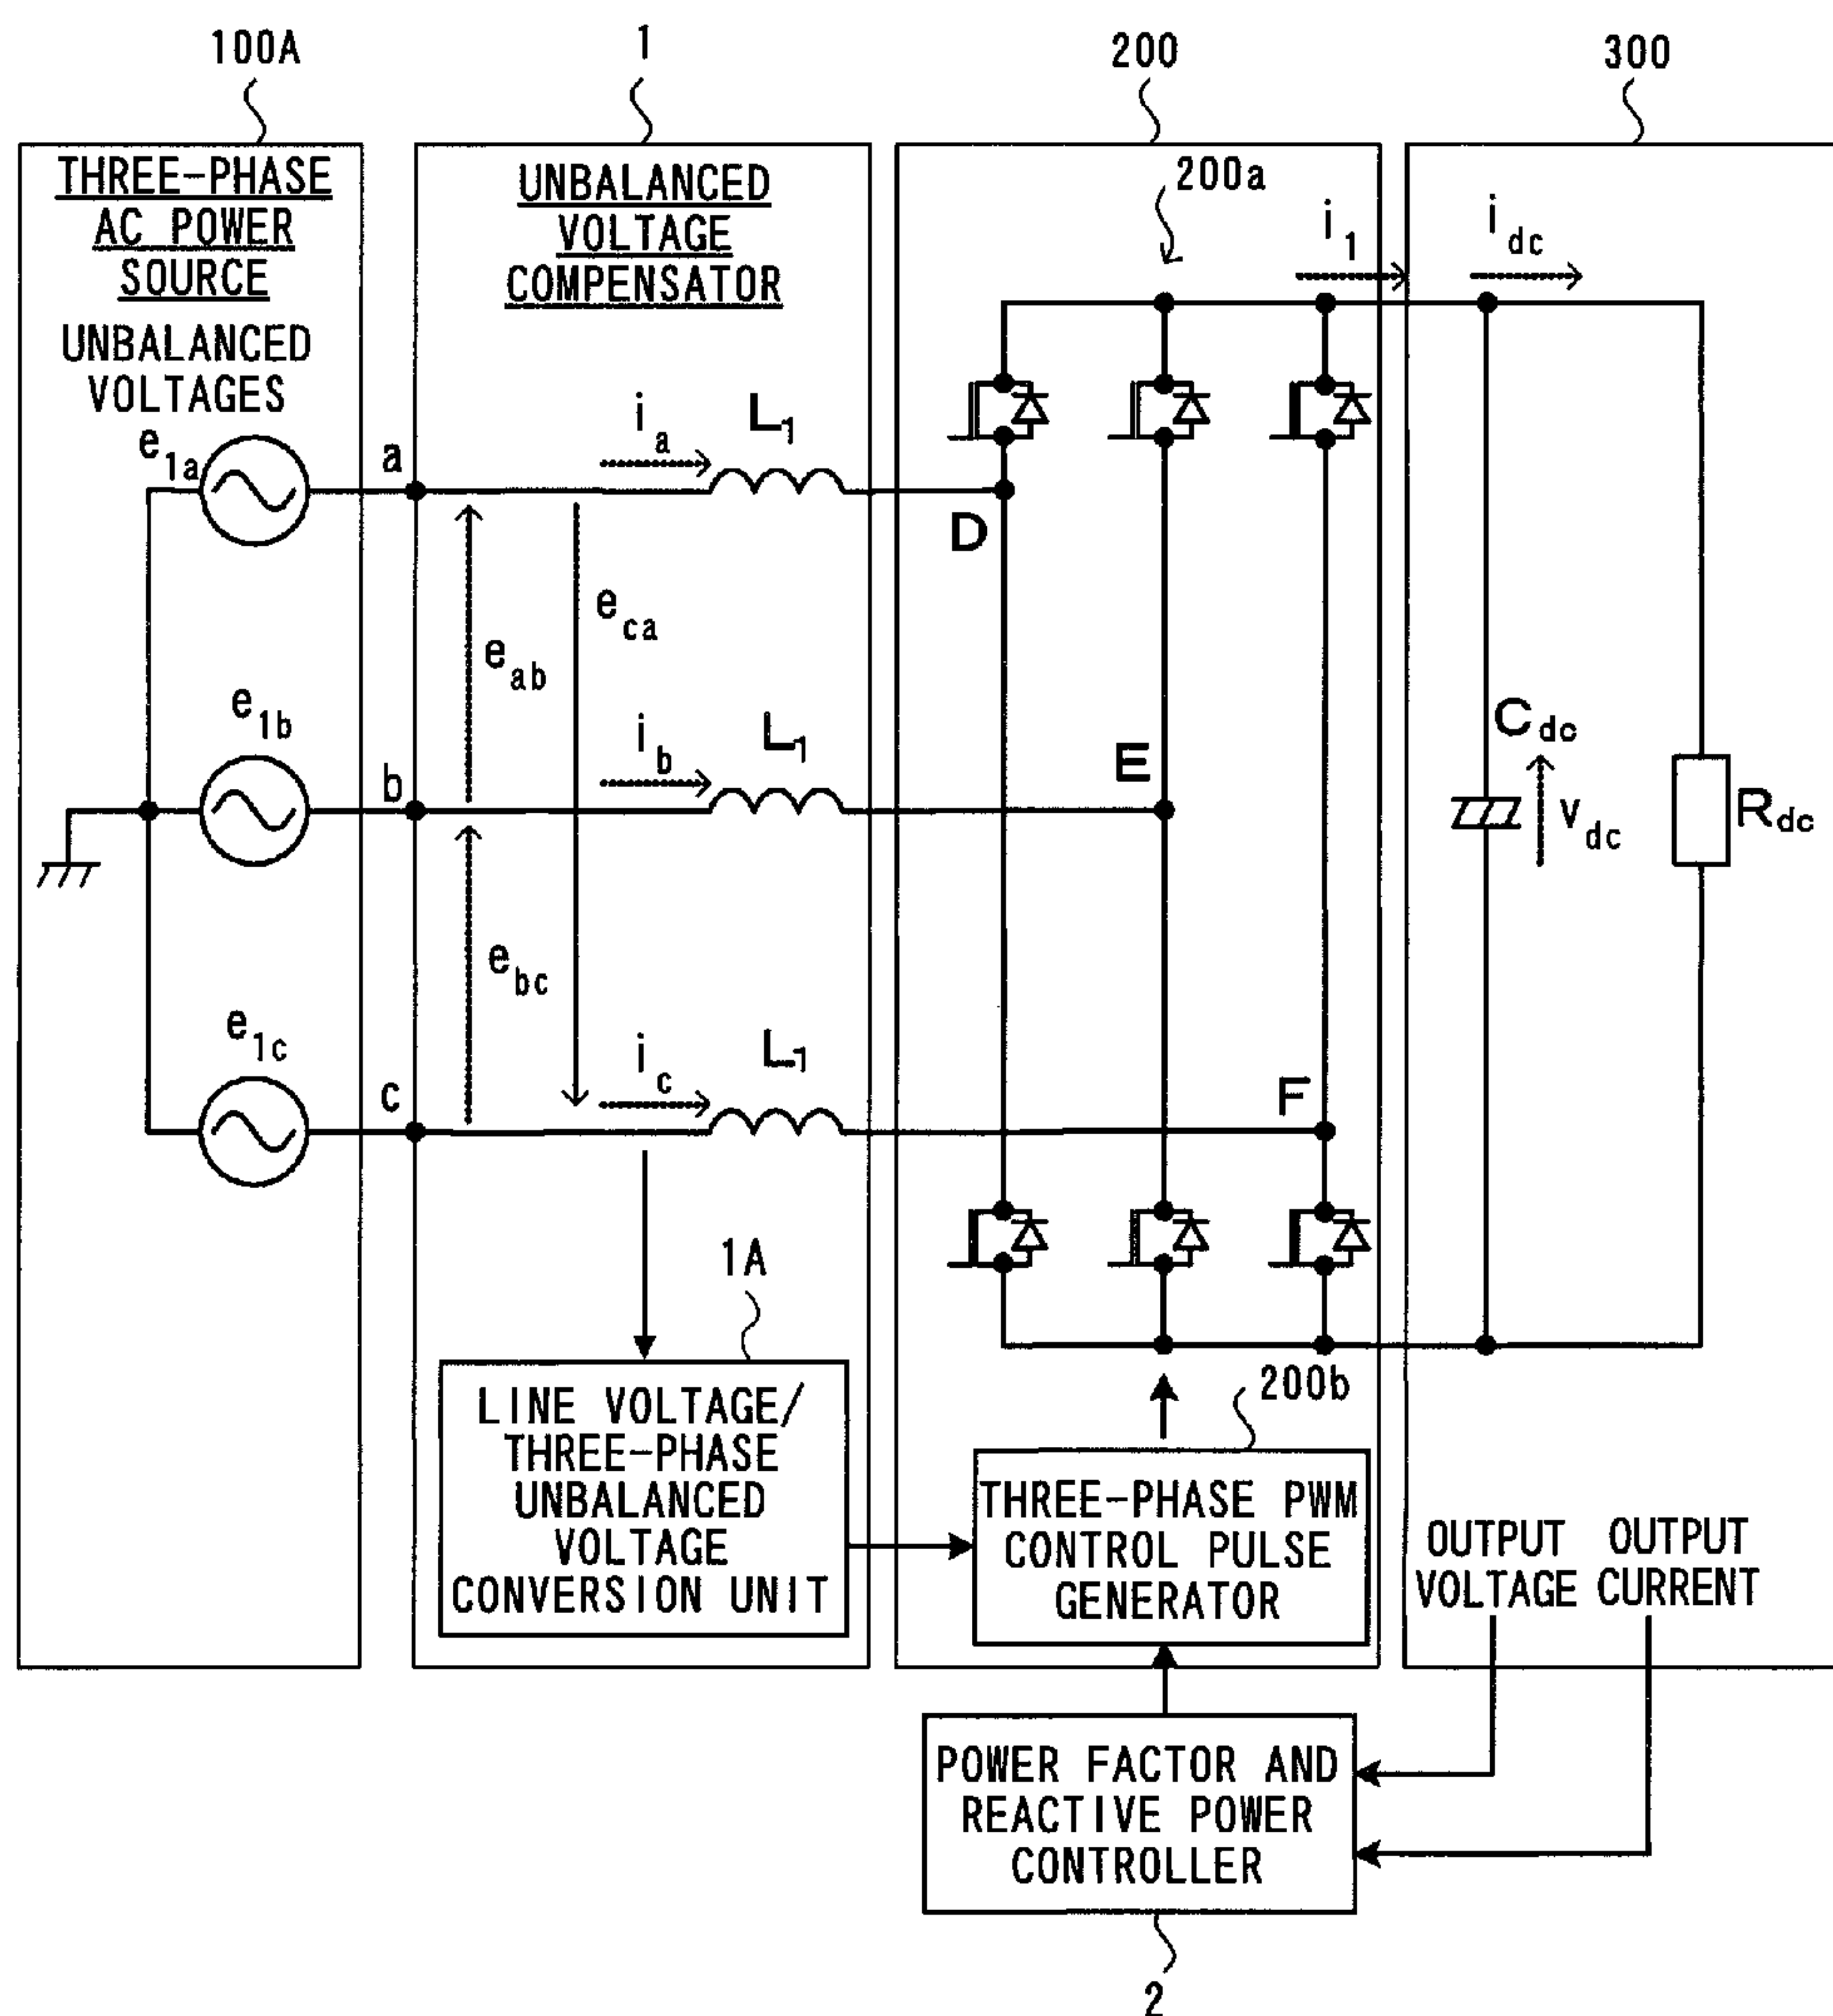 100A
1
200
300
THREE-PHASE
AC POWER
SOURCE
UNBALANCED
VOLTAGES
UNBALANCED
VOLTAGE
COMPENSATOR
200a
i1
idc
e1a
a
ia
L1
D
eca
eab
e1b
b
ib
L1
E
Cdc
vdc
Rdc
ebc
e1c
c
ic
L1
F
1A
LINE VOLTAGE/
THREE-PHASE
UNBALANCED
VOLTAGE
CONVERSION UNIT
200b
THREE-PHASE PWM
CONTROL PULSE
GENERATOR
OUTPUT
VOLTAGE
OUTPUT
CURRENT
POWER FACTOR AND
REACTIVE POWER
CONTROLLER
2